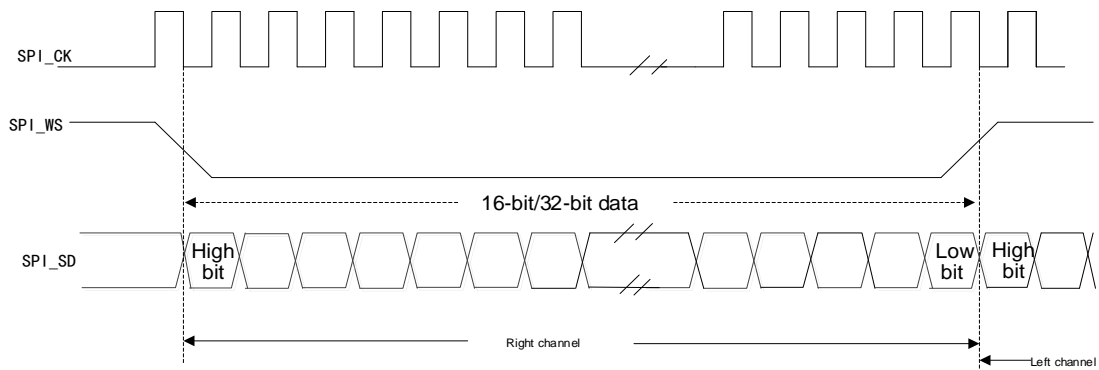 SPI_CK
SPI_WS
16-bit/32-bit data
SPI_SD
High
bit
Low
bit
High
bit
Right channel
Left channel